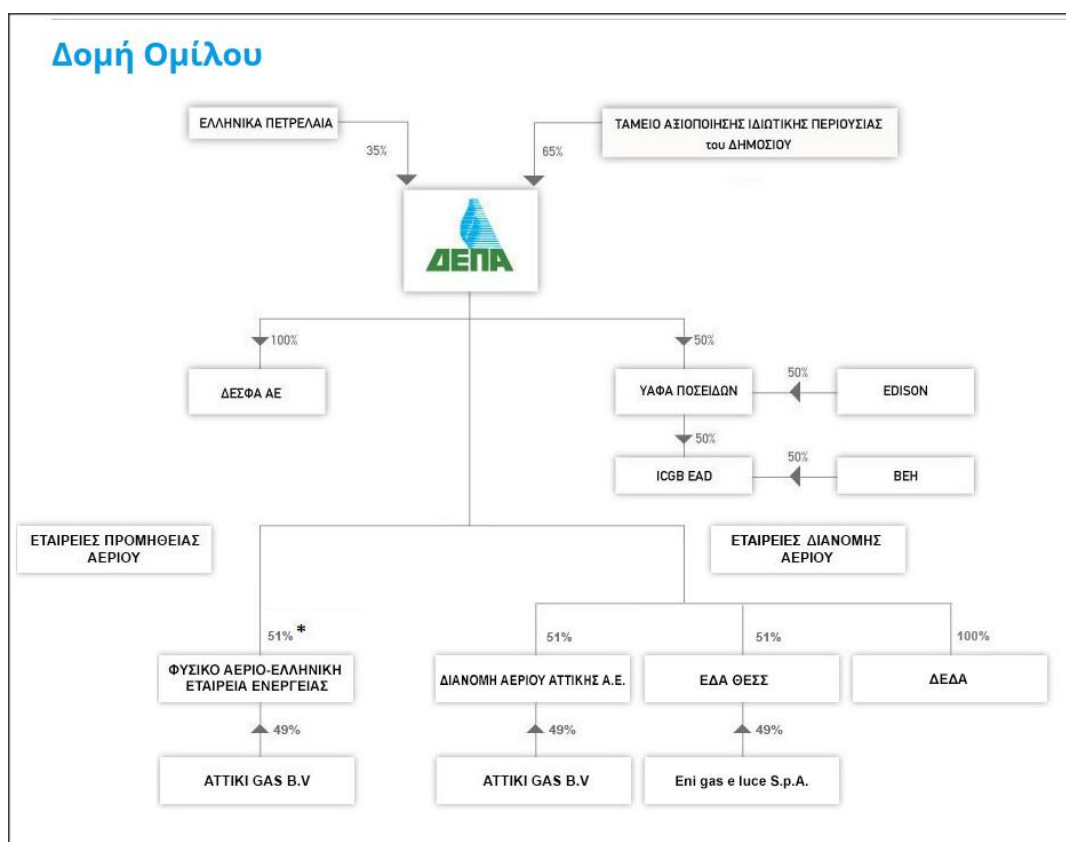 Δομή Ομίλου
ΕΛΛΗΝΙΚΑ ΠΕΤΡΕΛΑΙΑ
ΤΑΜΕΙΟ ΑΞΙΟΠΟΙΗΣΗΣ ΙΔΙΩΤΙΚΗΣ ΠΕΡΙΟΥΣΙΑΣ
του ΔΗΜΟΣΙΟΥ
35%
65%
ΔΕΠΑ
100%
50%
ΔΕΣΦΑ ΑΕ
ΥΑΦΑ ΠΟΣΕΙΔΩΝ
50%
EDISON
50%
ICGB EAD
50%
BEH
ΕΤΑΙΡΕΙΕΣ ΠΡΟΜΗΘΕΙΑΣ
ΑΕΡΙΟΥ
ΕΤΑΙΡΕΙΕΣ ΔΙΑΝΟΜΗΣ
ΑΕΡΙΟΥ
51% *
51%
51%
100%
ΦΥΣΙΚΟ ΑΕΡΙΟ-ΕΛΛΗΝΙΚΗ
ΕΤΑΙΡΕΙΑ ΕΝΕΡΓΕΙΑΣ
ΔΙΑΝΟΜΗ ΑΕΡΙΟΥ ΑΤΤΙΚΗΣ Α.Ε.
ΕΔΑ ΘΕΣΣ
ΔΕΔΑ
49%
49%
49%
ATTIKI GAS B.V
ATTIKI GAS B.V
Eni gas e luce S.p.A.